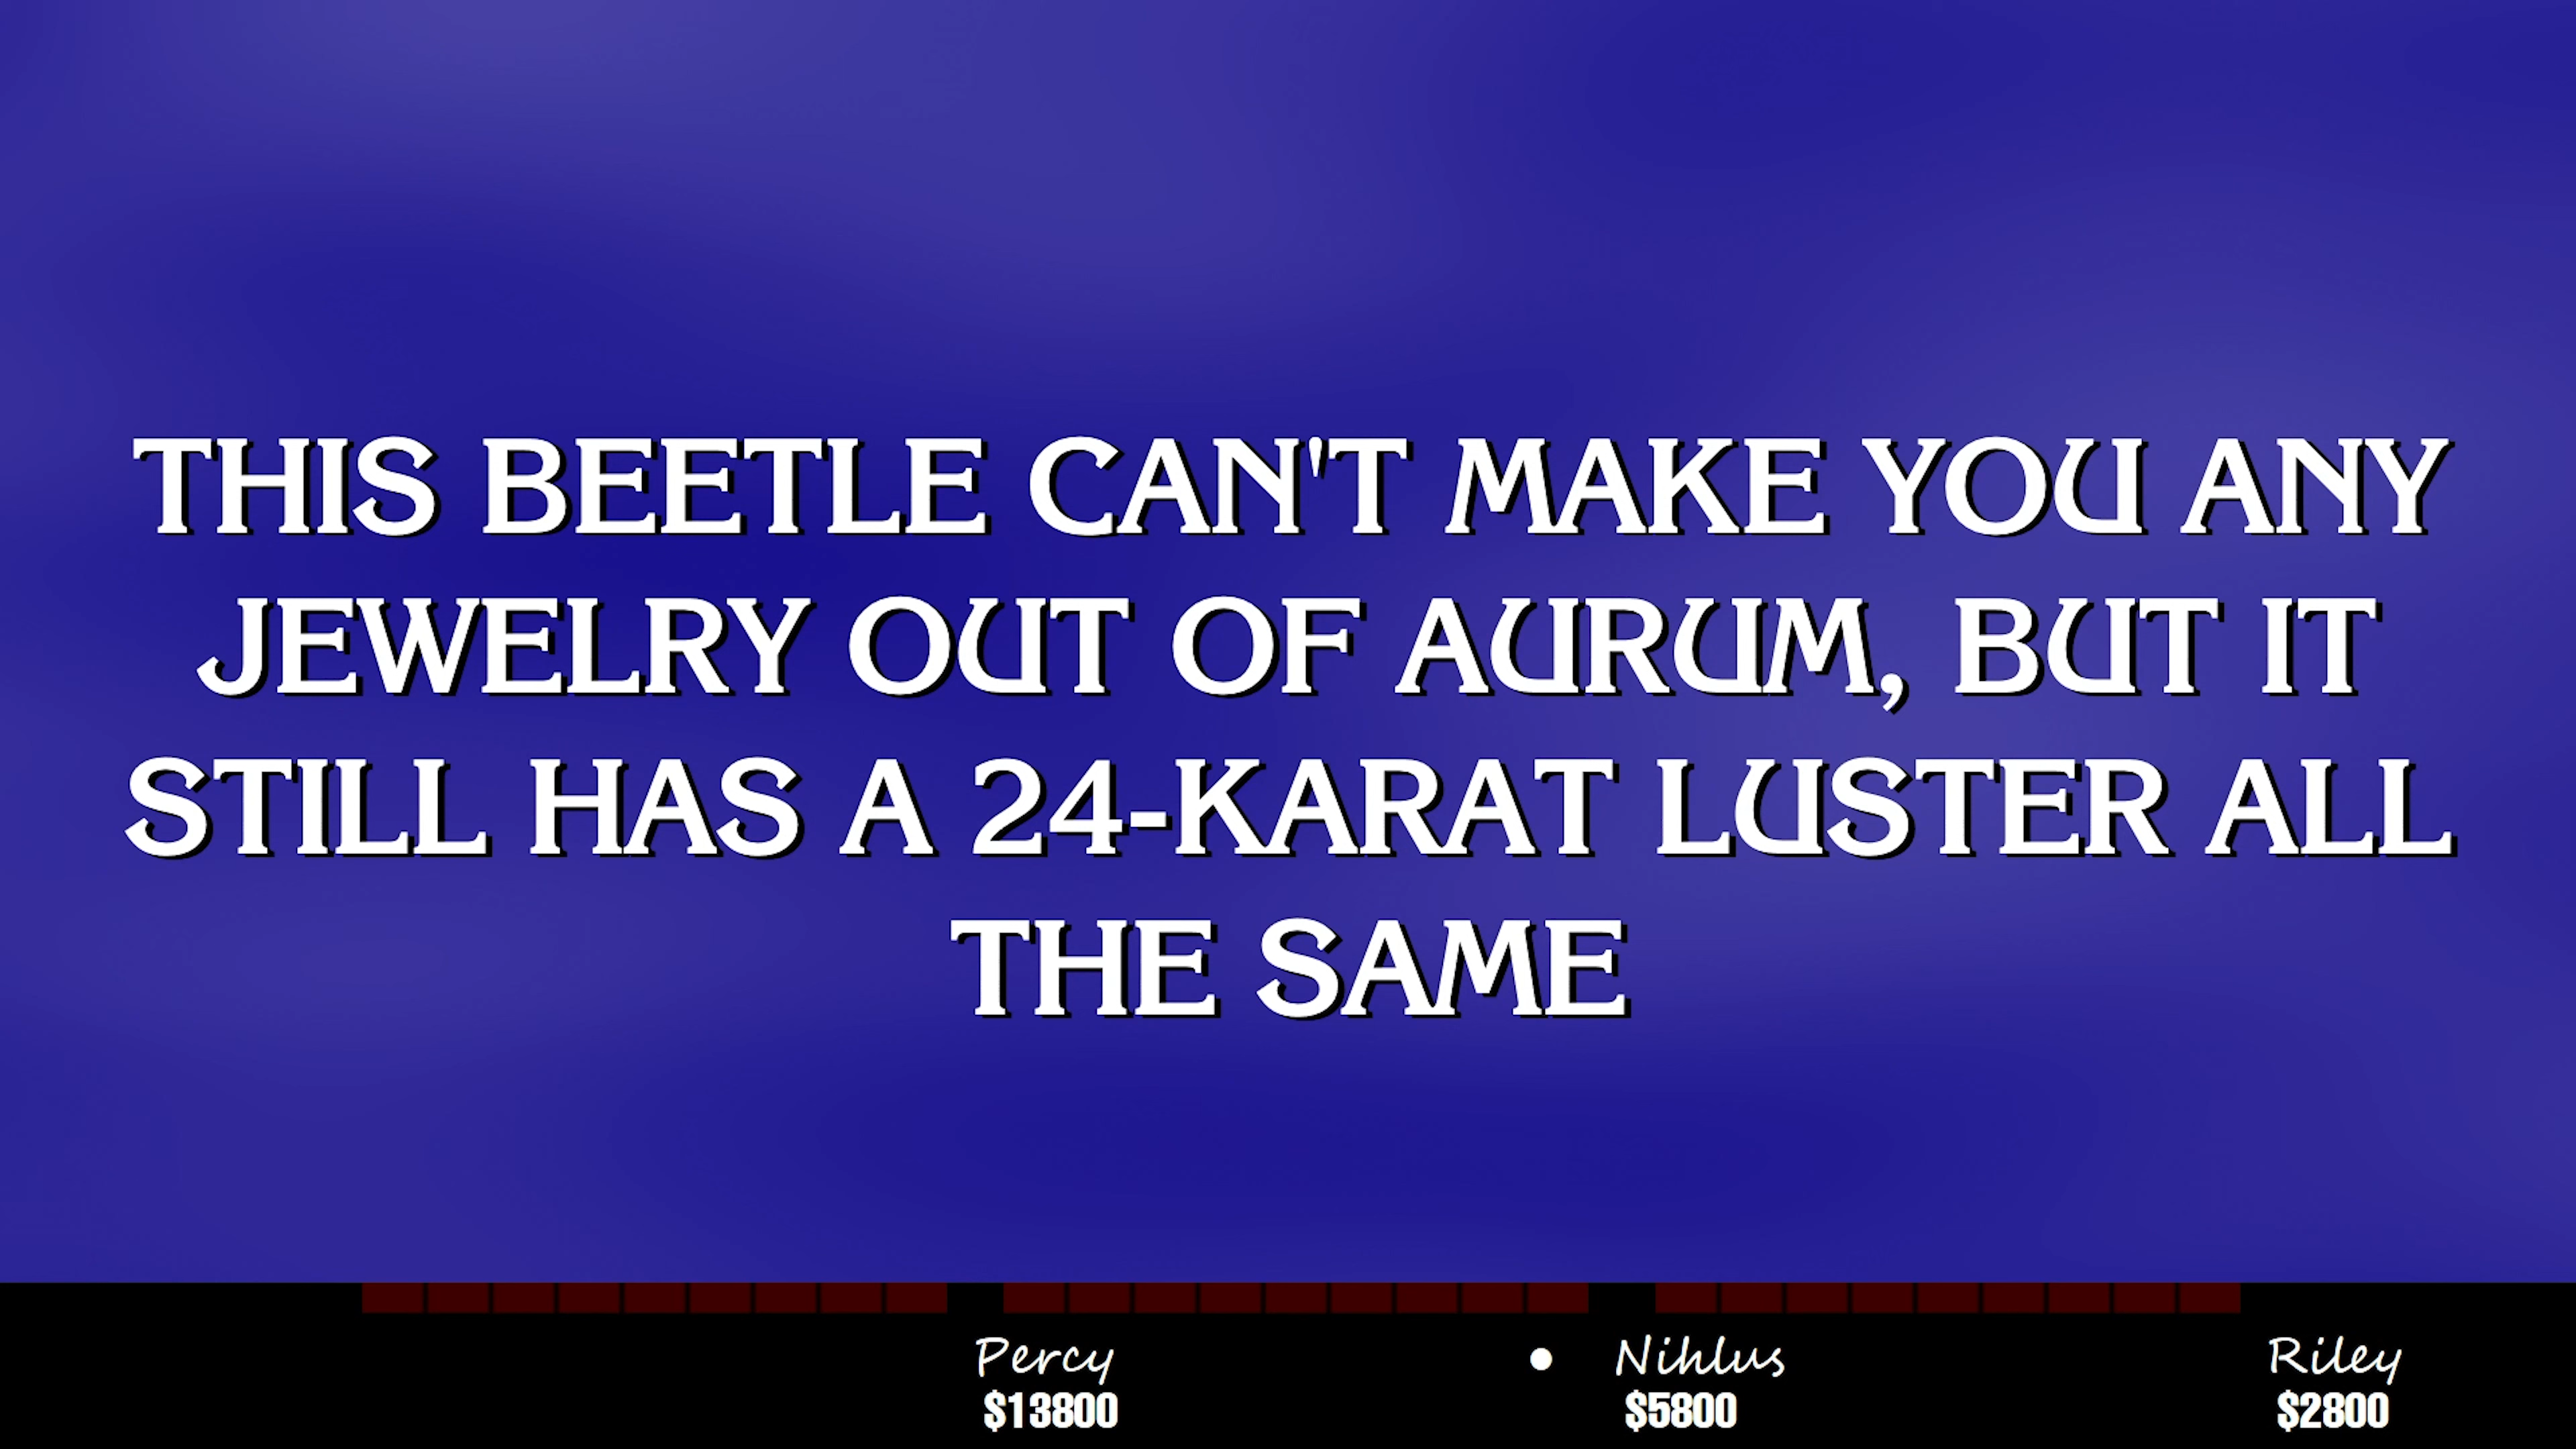 THIS BEETLE CAN'T MAKE YOU ANY
JEWELRY OUT OF AURUM, BUT IT
STILL HAS A 24-KARAT LUSTER ALL
THE SAME
Percy
Nihlus
Riley
$13800
$5800
$2800